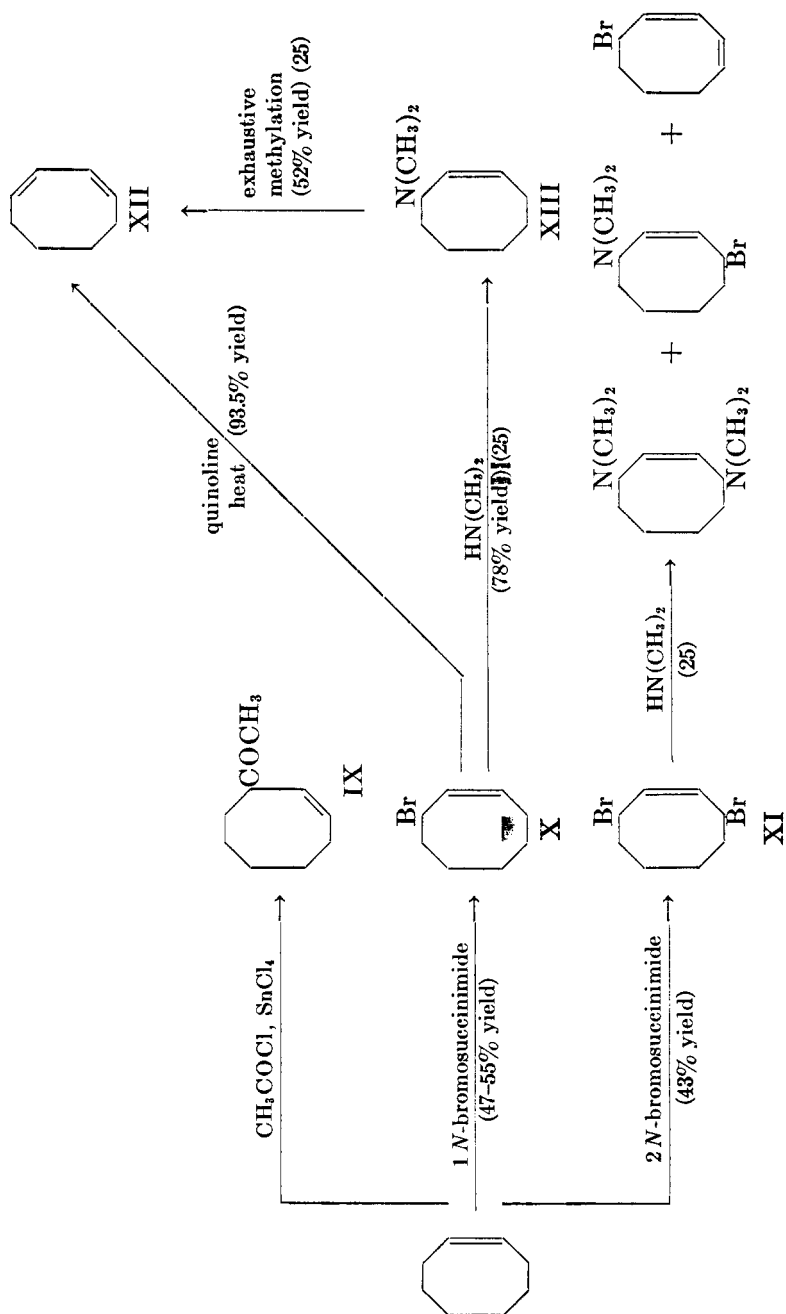 CH₃COCl, SnCl₄
COCH₃
IX
1 N-bromosuccinimide
(47–55% yield)
Br
X
2 N-bromosuccinimide
(43% yield)
Br
Br
XI
quinoline
heat
(93.5% yield)
XII
exhaustive
methylation
(52% yield) (25)
HN(CH₃)₂
(78% yield) (25)
N(CH₃)₂
XIII
HN(CH₃)₂
(25)
N(CH₃)₂
N(CH₃)₂
+
N(CH₃)₂
Br
+
Br